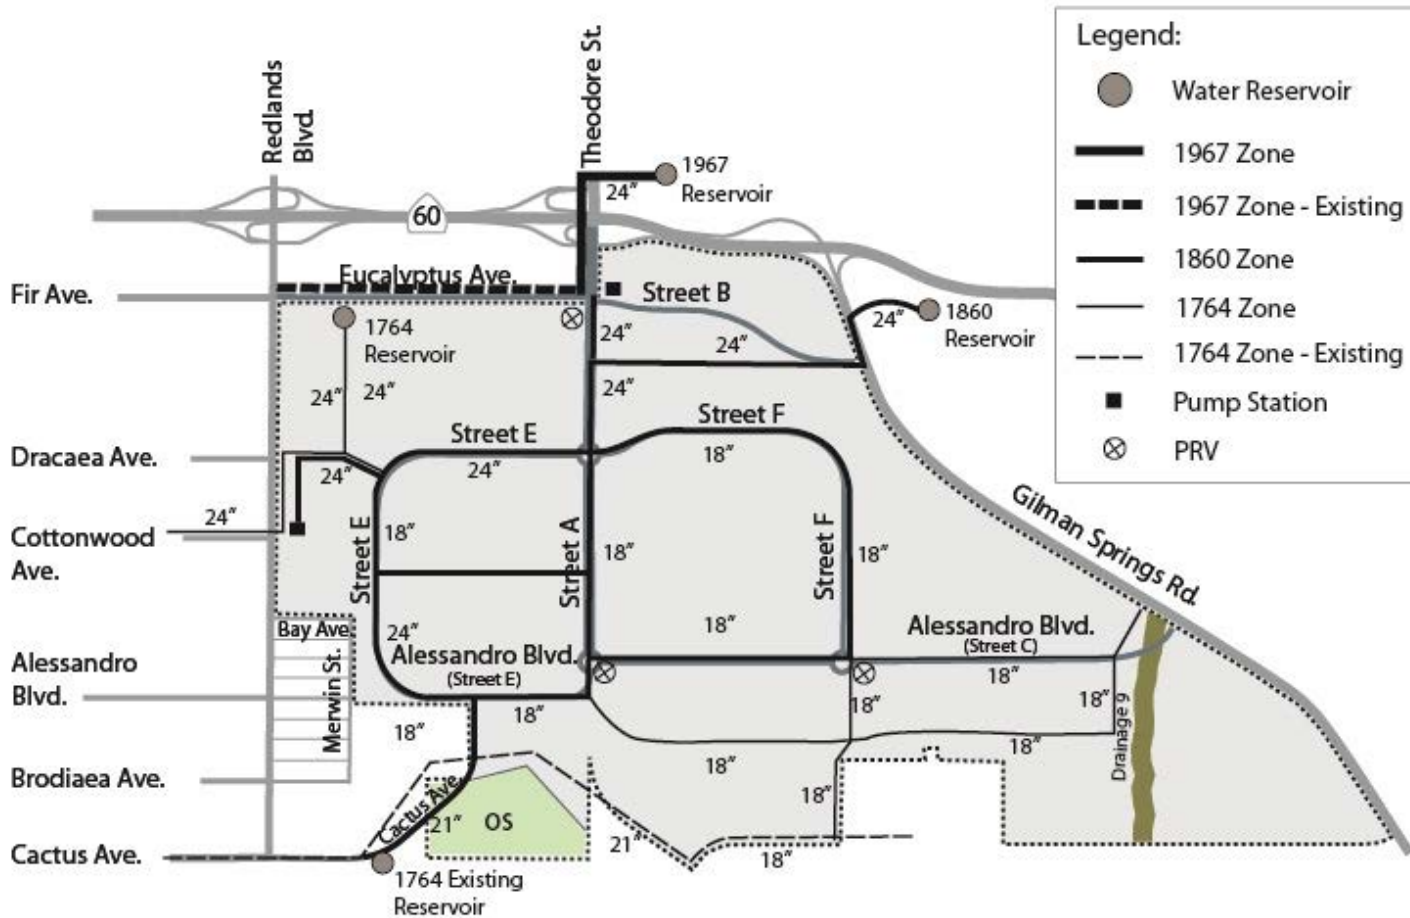 Redlands
Blvd.
Theodore St.
Legend:
Water Reservoir
1967 Zone
1967 Zone - Existing
1860 Zone
1764 Zone
1764 Zone - Existing
Pump Station
PRV
1967
Reservoir
24"
60
Eucalyptus Ave.
Fir Ave.
Street B
1764
Reservoir
24"
24"
24"
1860
Reservoir
24"
24"
24"
24"
Street E
Street F
Dracaea Ave.
24"
24"
18"
24"
Cottonwood
Ave.
Street E
18"
Street A
18"
Street F
18"
Gilman Springs Rd.
Bay Ave.
Merwin St.
24"
Alessandro Blvd.
(Street E)
18"
Alessandro Blvd.
(Street C)
18"
Alessandro
Blvd.
18"
18"
18"
18"
18"
18"
18"
Drainage 9
Brodiaea Ave.
18"
Cactus Ave.
21"
OS
21"
18"
Cactus Ave.
1764 Existing
Reservoir